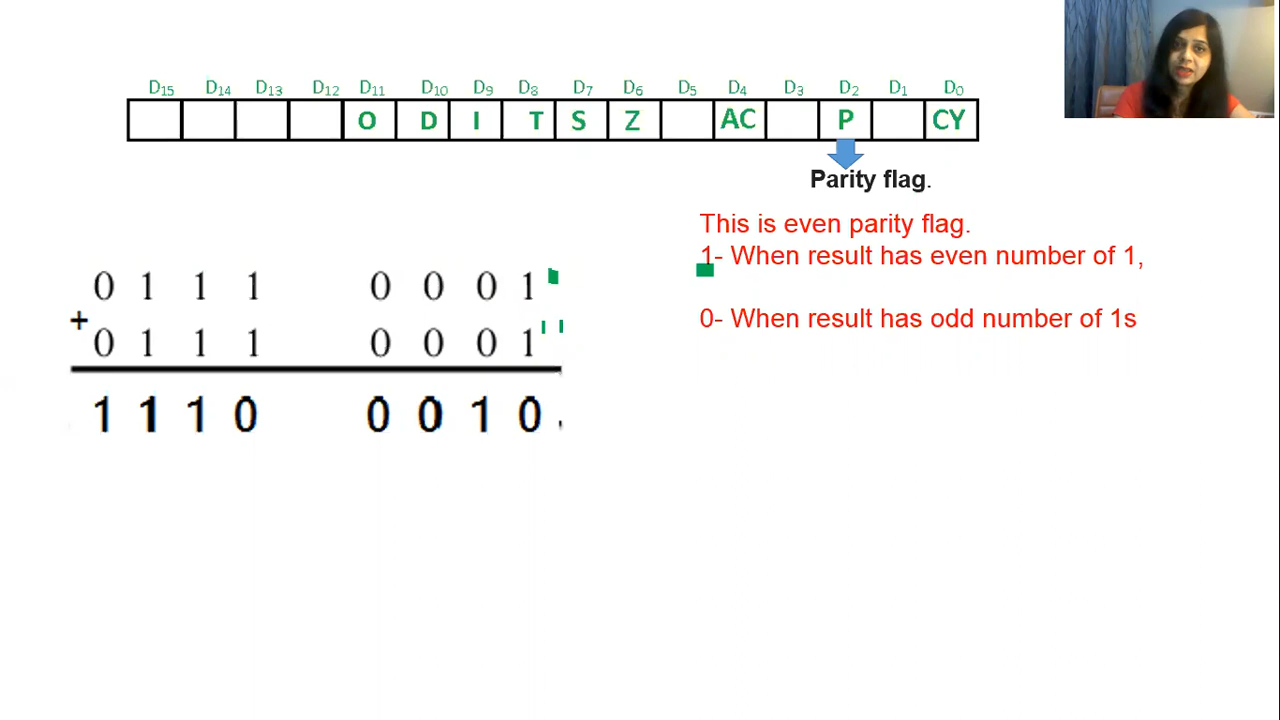 D15 D14 D13 D12 D11 D10 D9 D8 D7 D6 D5 D4 D3 D2 D1 D0
O D I T S Z AC P CY
Parity flag.
This is even parity flag.
1- When result has even number of 1,
0- When result has odd number of 1s
0 1 1 1 0 0 0 1
+
0 1 1 1 0 0 0 1
1 1 1 0 0 0 1 0